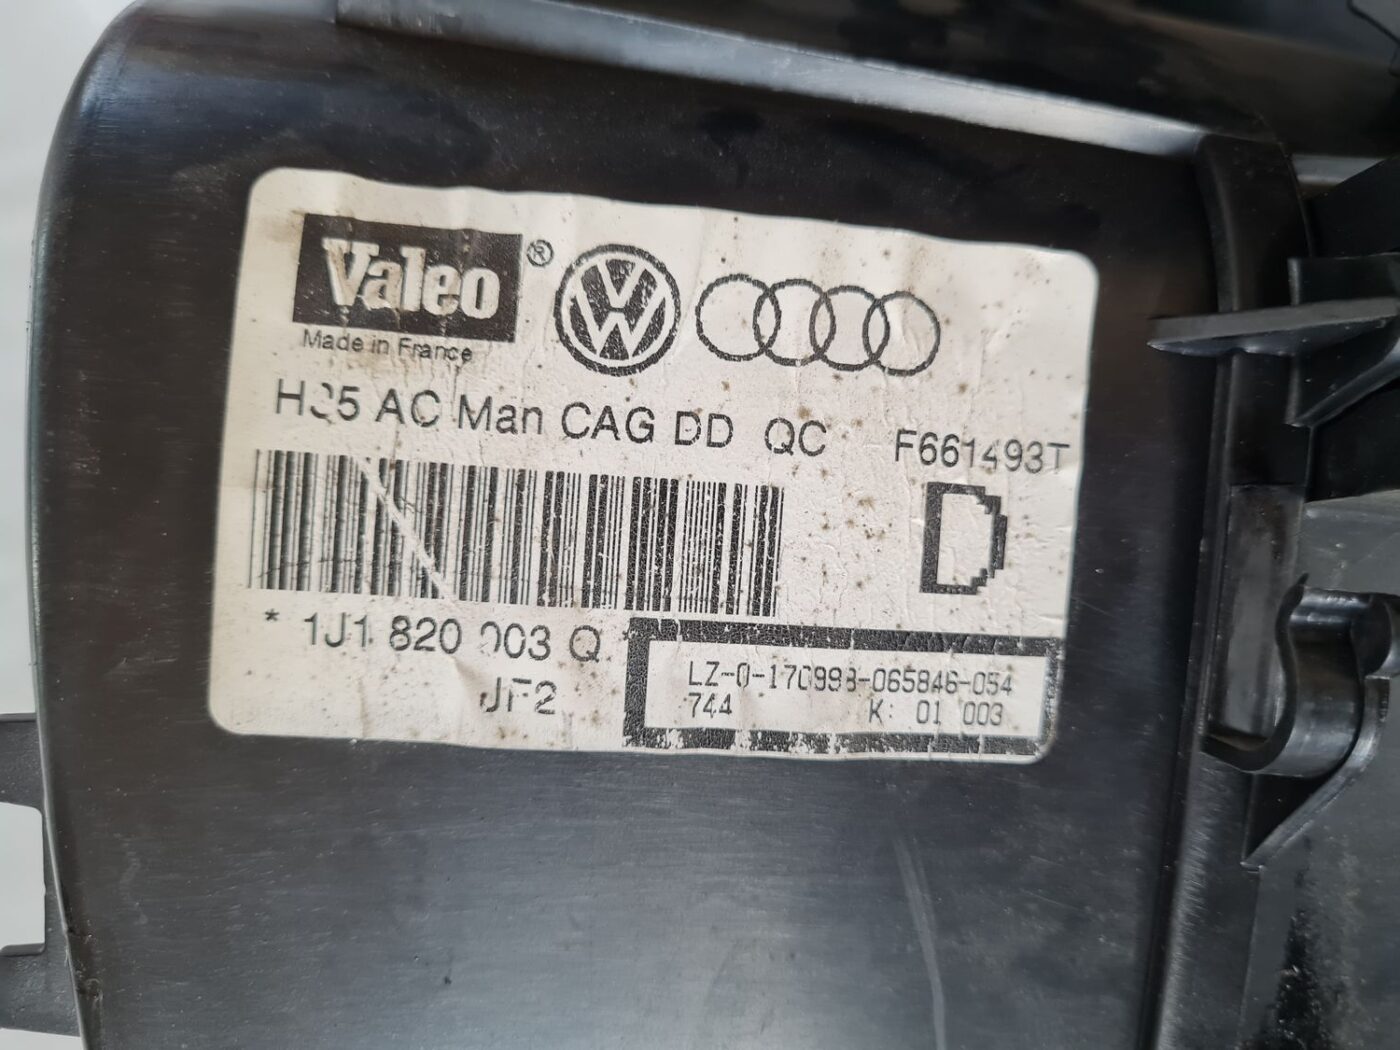 Valeo ®
Made in France
AC Man CAG DD QC F661493T
D
* 1J1 820 003 Q
JF2
LZ-0-170998-065846-054
744 K: 01 003